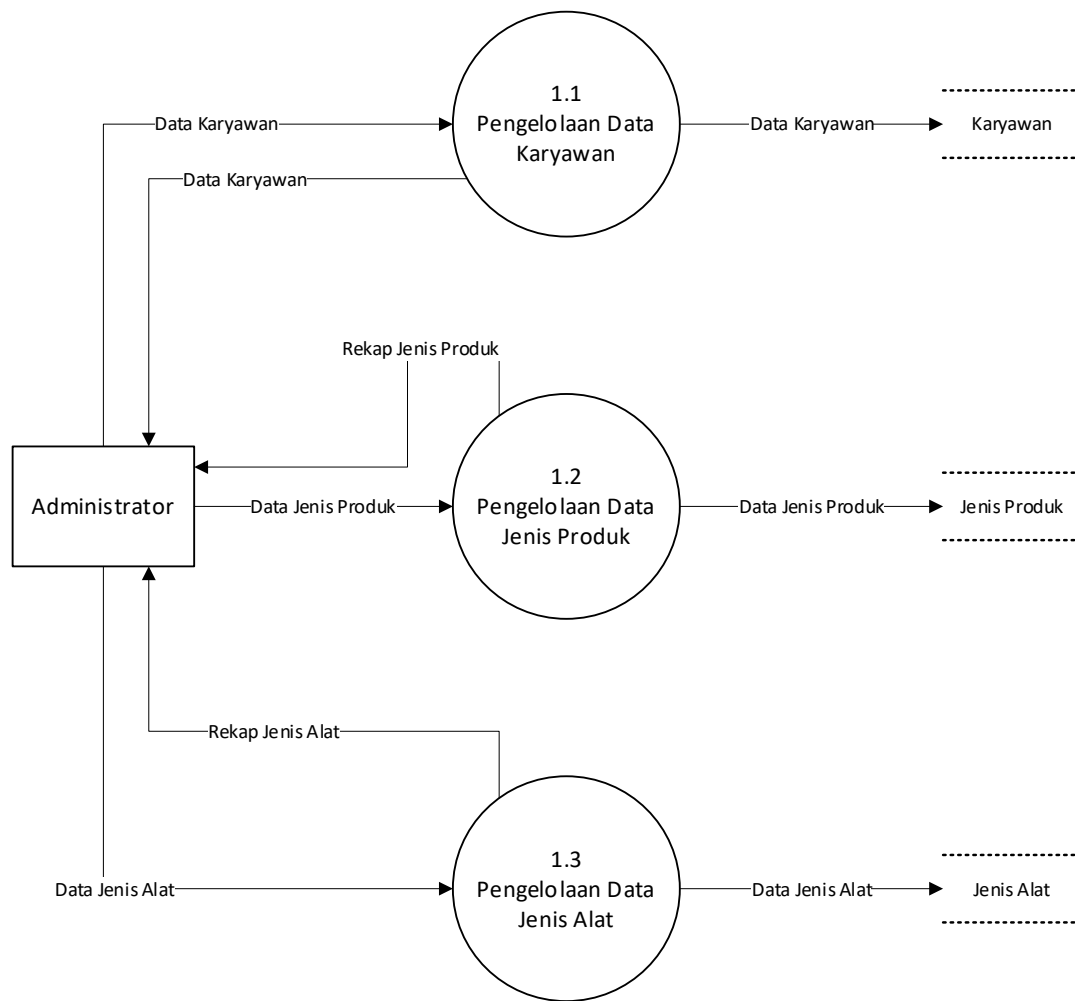 1.1
Pengelolaan Data
Karyawan
Data Karyawan
Data Karyawan
Karyawan
Data Karyawan
Rekap Jenis Produk
Administrator
Data Jenis Produk
1.2
Pengelolaan Data
Jenis Produk
Data Jenis Produk
Jenis Produk
Rekap Jenis Alat
Data Jenis Alat
1.3
Pengelolaan Data
Jenis Alat
Data Jenis Alat
Jenis Alat